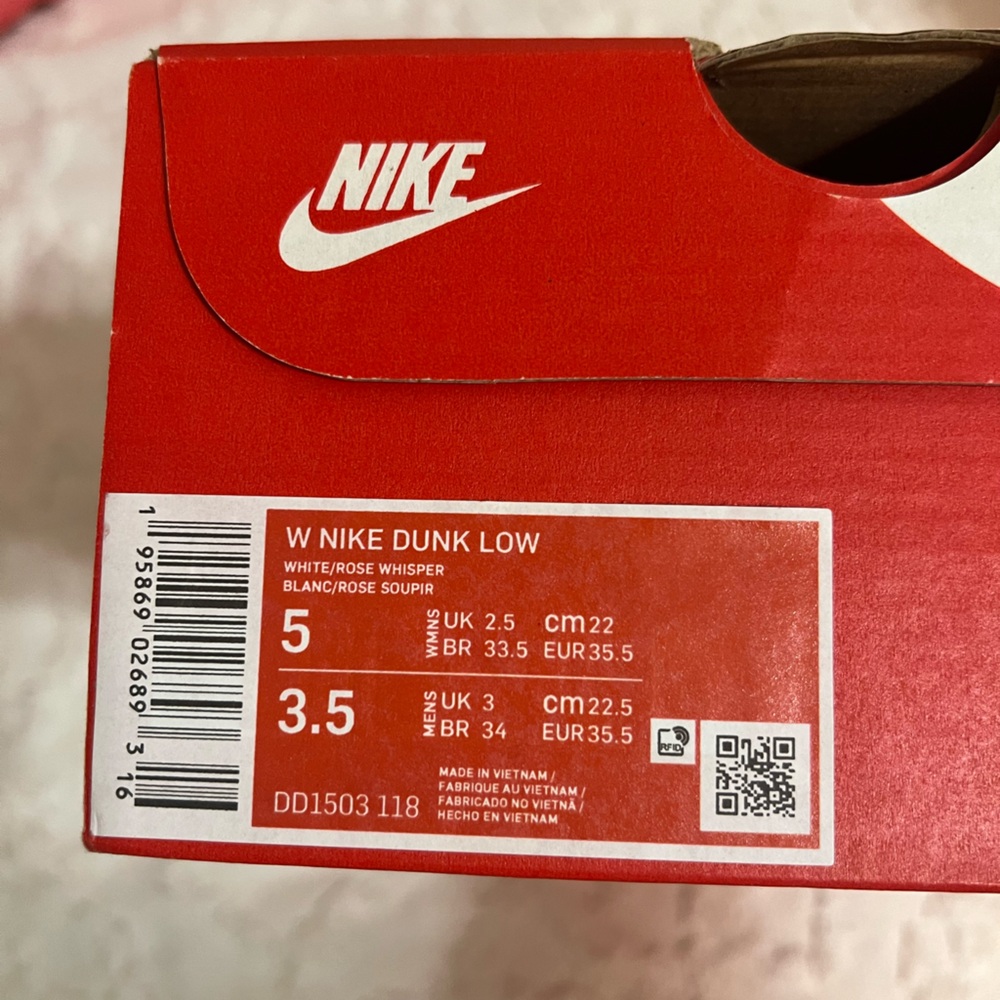 NIKE
W NIKE DUNK LOW
WHITE/ROSE WHISPER
BLANC/ROSE SOUPIR
5
WMNS
UK 2.5 cm 22
BR 33.5 EUR 35.5
3.5
MENS
UK 3 cm 22.5
BR 34 EUR 35.5
RFID
DD1503 118
MADE IN VIETNAM /
FABRIQUE AU VIETNAM /
FABRICADO NO VIETNÃ /
HECHO EN VIETNAM
1 95869 02689 3 16